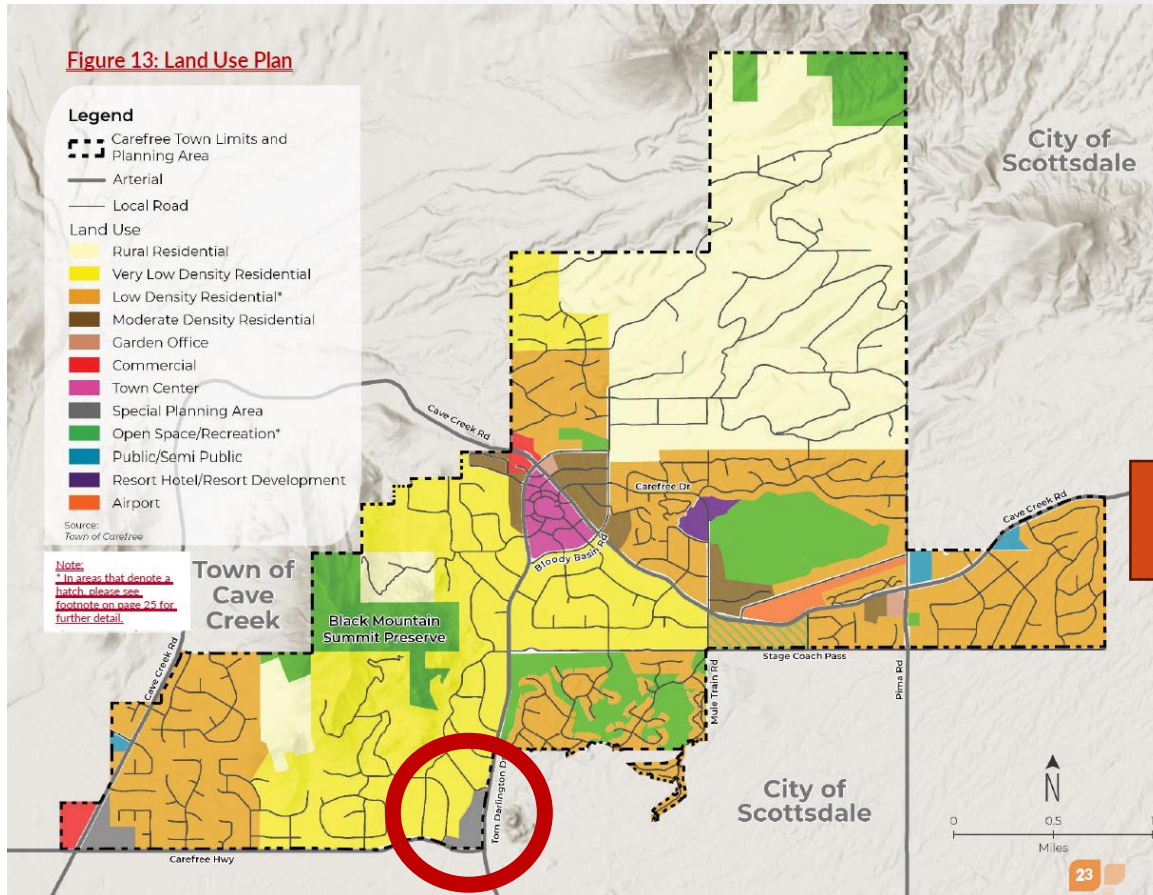 Figure 13: Land Use Plan
Legend
Carefree Town Limits and
Planning Area
Arterial
Local Road
Land Use
Rural Residential
Very Low Density Residential
Low Density Residential*
Moderate Density Residential
Garden Office
Commercial
Town Center
Special Planning Area
Open Space/Recreation*
Public/Semi Public
Resort Hotel/Resort Development
Airport
Source:
Town of Carefree
Note:
* In areas that denote a
hatch, please see
footnote on page 25 for
further detail.
City of
Scottsdale
Cave Creek Rd
Carefree Dr
Cave Creek Rd
Bloody Basin Rd
Town of
Cave
Creek
Black Mountain
Summit Preserve
Stage Coach Pass
Cave Creek Rd
Mule Train Rd
Pima Rd
Tom Darlington Dr
City of
Scottsdale
N
0 0.5 1
Miles
Carefree Hwy
23